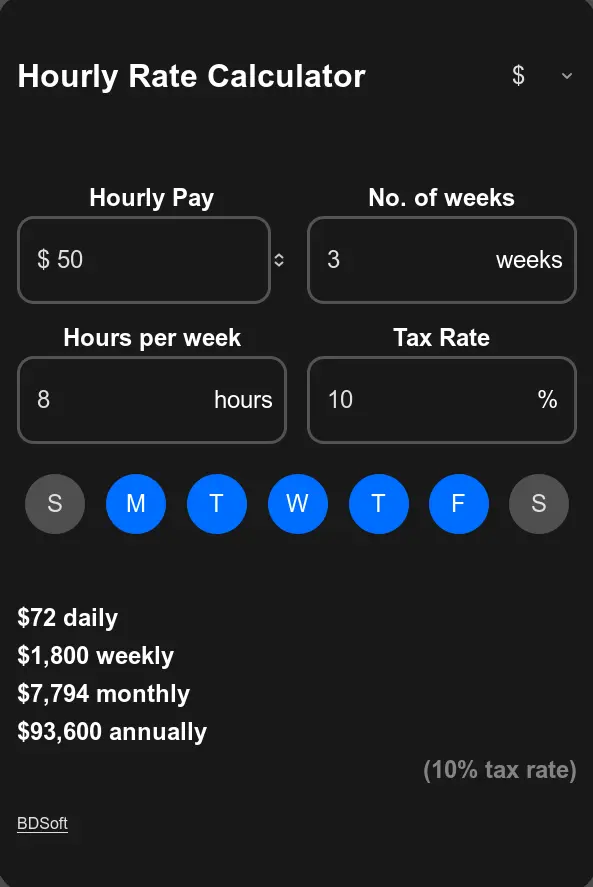 Hourly Rate Calculator $
Hourly Pay No. of weeks
$ 50 3 weeks
Hours per week Tax Rate
8 hours 10 %
S M T W T F S
$72 daily
$1,800 weekly
$7,794 monthly
$93,600 annually
(10% tax rate)
BDSoft